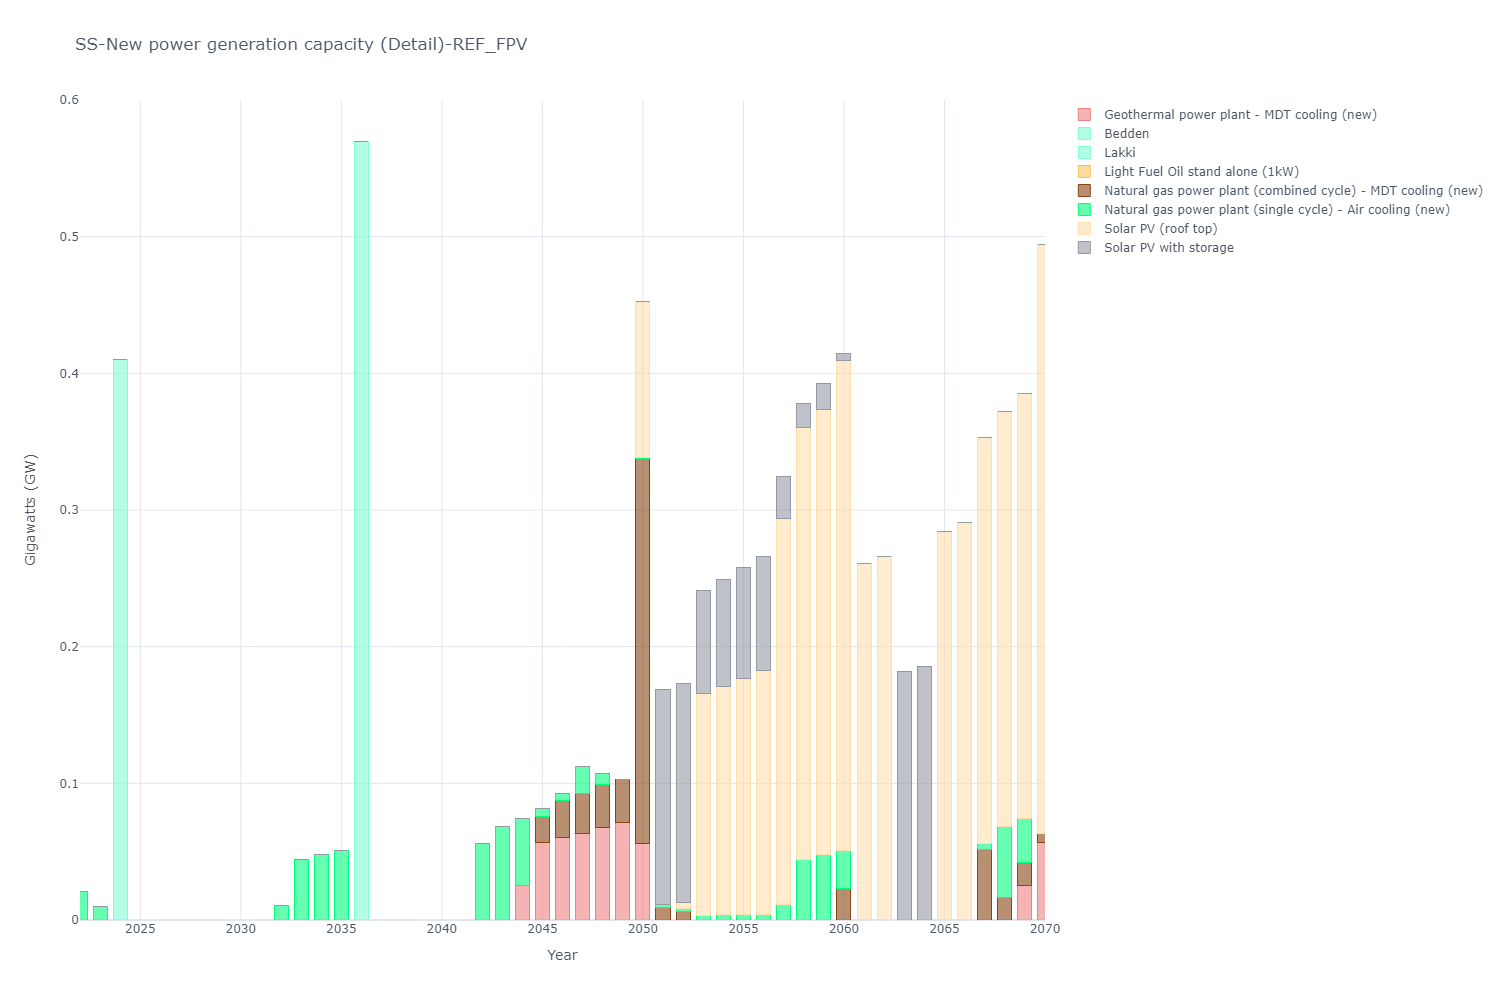 SS-New power generation capacity (Detail)-REF_FPV
Geothermal power plant - MDT cooling (new)
Bedden
Lakki
Light Fuel Oil stand alone (1kW)
Natural gas power plant (combined cycle) - MDT cooling (new)
Natural gas power plant (single cycle) - Air cooling (new)
Solar PV (roof top)
Solar PV with storage
0.6
0.5
0.4
0.3
0.2
0.1
0
Gigawatts (GW)
2025 2030 2035 2040 2045 2050 2055 2060 2065 2070
Year